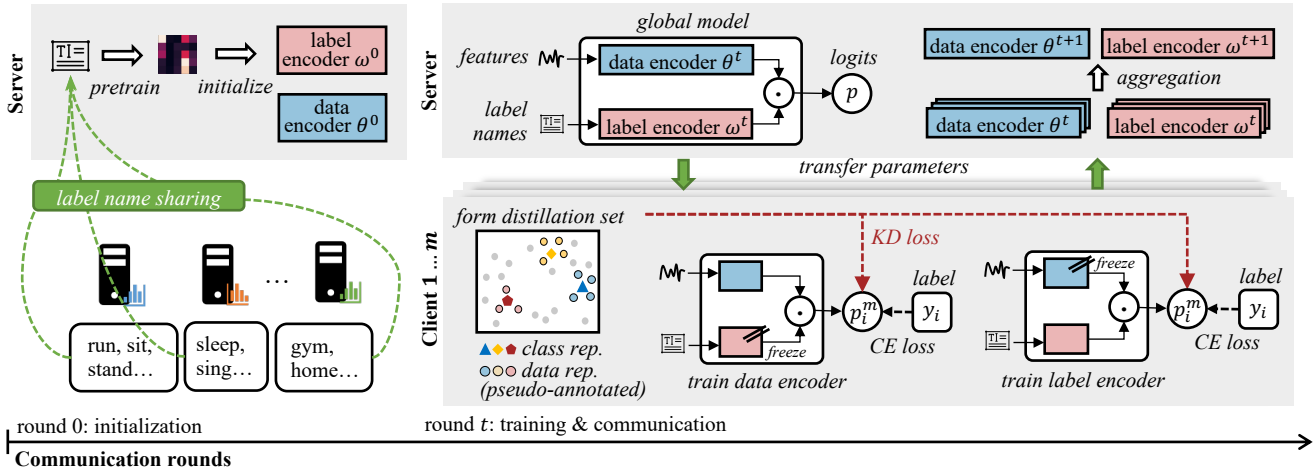 Server
TI=
pretrain
initialize
label
encoder ω⁰
data
encoder θ⁰
label name sharing
...
run, sit,
stand…
sleep,
sing…
gym,
home…
Server
global model
features
data encoder θᵗ
label
names
TI=
label encoder ωᵗ
logits
p
data encoder θᵗ⁺¹
label encoder ωᵗ⁺¹
aggregation
data encoder θᵗ
label encoder ωᵗ
transfer parameters
Client 1 ... m
form distillation set
class rep.
data rep.
(pseudo-annotated)
KD loss
TI=
freeze
train data encoder
pᵢᵐ
label
yᵢ
CE loss
freeze
TI=
train label encoder
pᵢᵐ
label
yᵢ
CE loss
round 0: initialization
round t: training & communication
Communication rounds